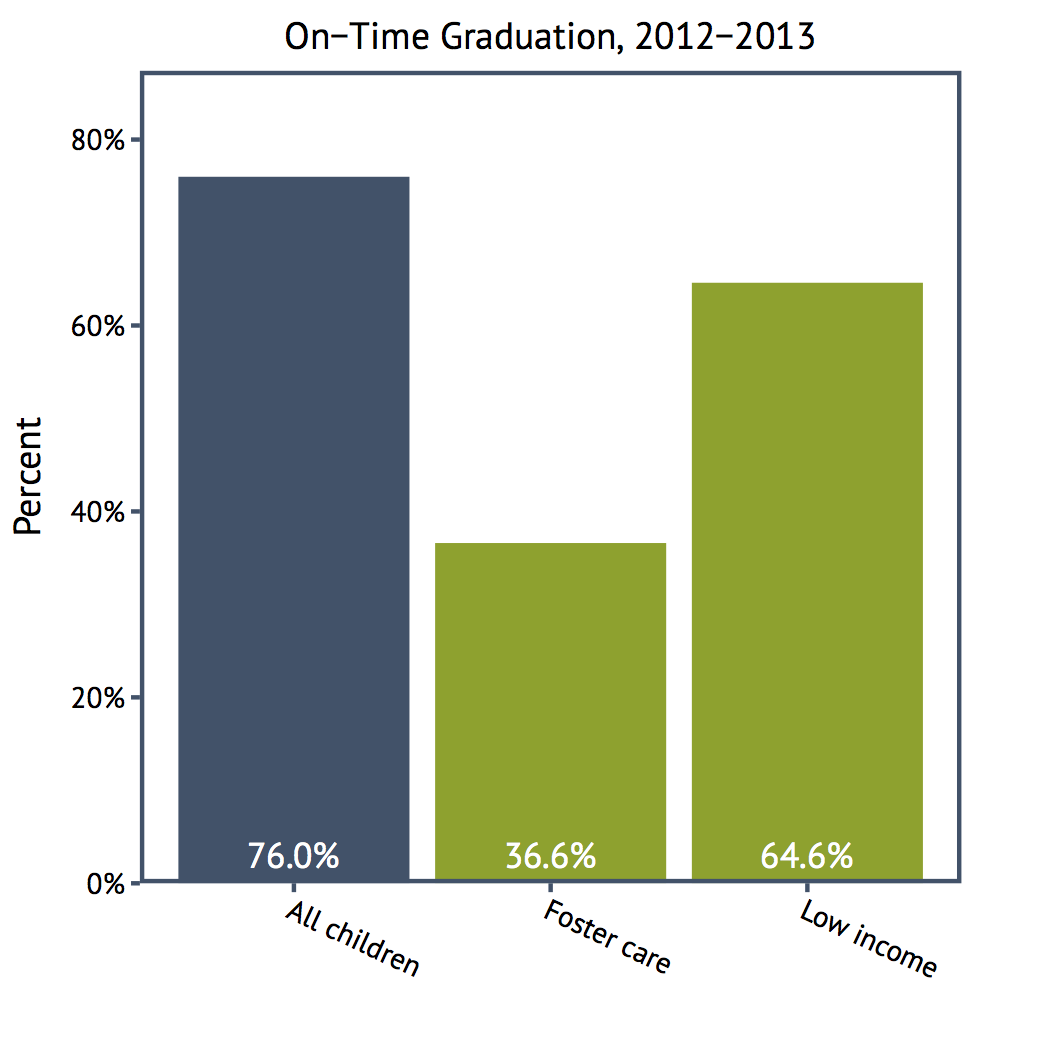 On−Time Graduation, 2012−2013
Percent
80%
60%
40%
20%
0%
76.0%
36.6%
64.6%
All children
Foster care
Low income